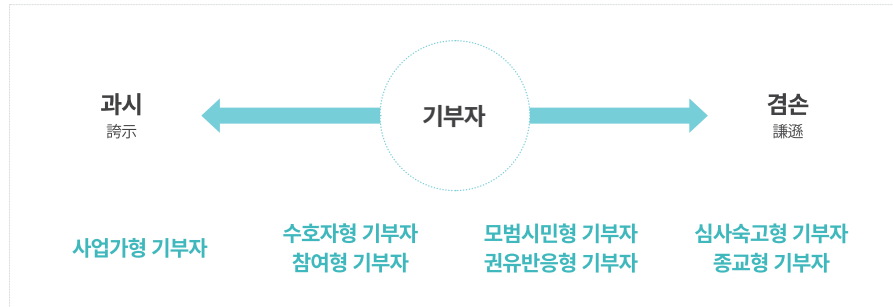 과시
誇示
기부자
겸손
謙遜
사업가형 기부자
수호자형 기부자
참여형 기부자
모범시민형 기부자
권유반응형 기부자
심사숙고형 기부자
종교형 기부자